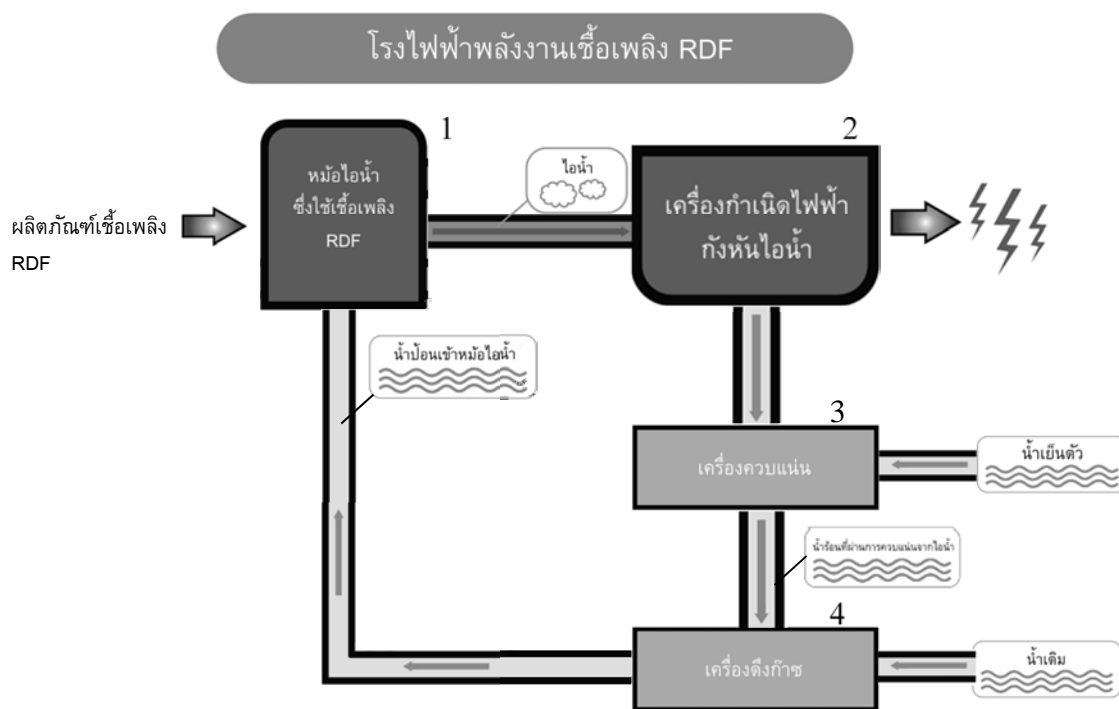 โรงไฟฟ้าพลังงานเชื้อเพลิง RDF
1
2
หม้อไอน้ำ
ซึ่งใช้เชื้อเพลิง
RDF
ไอน้ำ
เครื่องกำเนิดไฟฟ้า
กังหันไอน้ำ
ผลิตภัณฑ์เชื้อเพลิง
RDF
น้ำป้อนเข้าหม้อไอน้ำ
3
เครื่องควบแน่น
น้ำเย็นตัว
น้ำร้อนที่ผ่านการควบแน่นจากไอน้ำ
4
เครื่องดึงก๊าซ
น้ำเติม